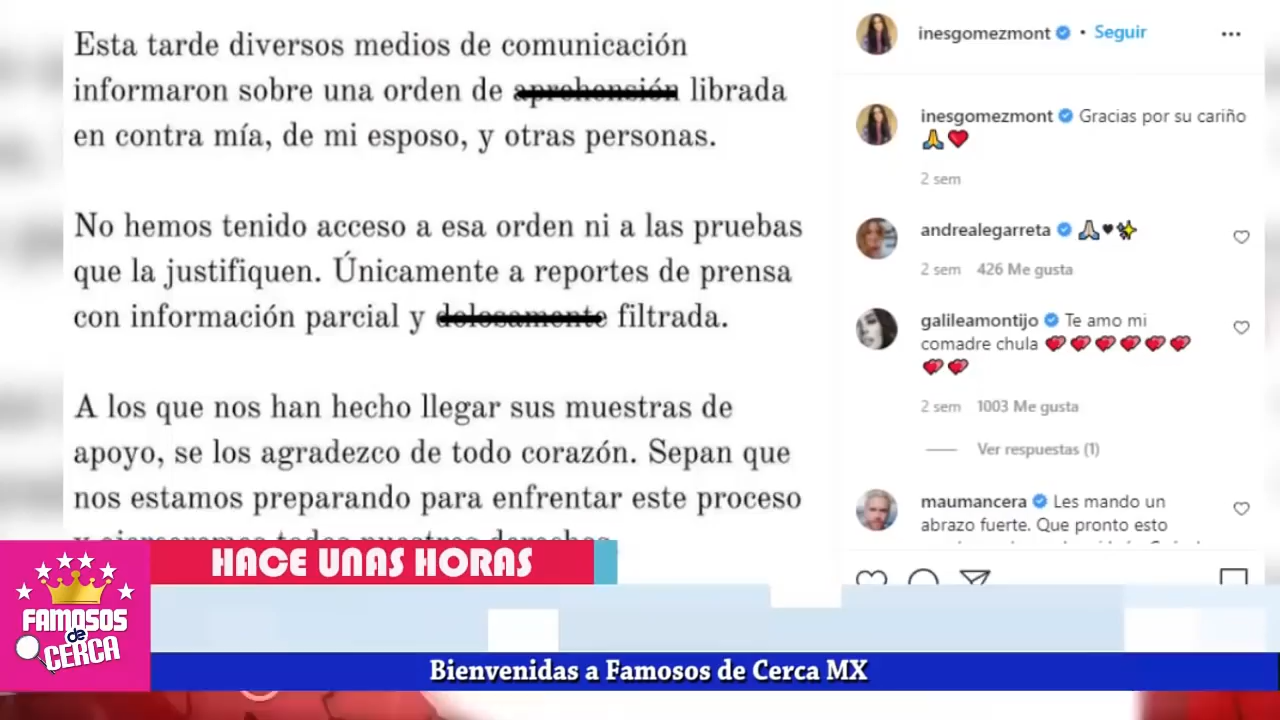 Esta tarde diversos medios de comunicación
informaron sobre una orden de aprehensión librada
en contra mía, de mi esposo, y otras personas.
No hemos tenido acceso a esa orden ni a las pruebas
que la justifiquen. Únicamente a reportes de prensa
con información parcial y dolosamente filtrada.
A los que nos han hecho llegar sus muestras de
apoyo, se los agradezco de todo corazón. Sepan que
nos estamos preparando para enfrentar este proceso
y ejerceremos todos nuestros derechos.
inesgomezmont • Seguir
inesgomezmont Gracias por su cariño
🙏❤️
2 sem
andrealegarreta 🙏🏻♥✨
2 sem 426 Me gusta
galileamontijo Te amo mi
comadre chula 💕💕💕💕💕💕
💕💕
2 sem 1003 Me gusta
Ver respuestas (1)
maumancera Les mando un
abrazo fuerte. Que pronto esto
HACE UNAS HORAS
FAMOSOS
de
CERCA
Bienvenidas a Famosos de Cerca MX